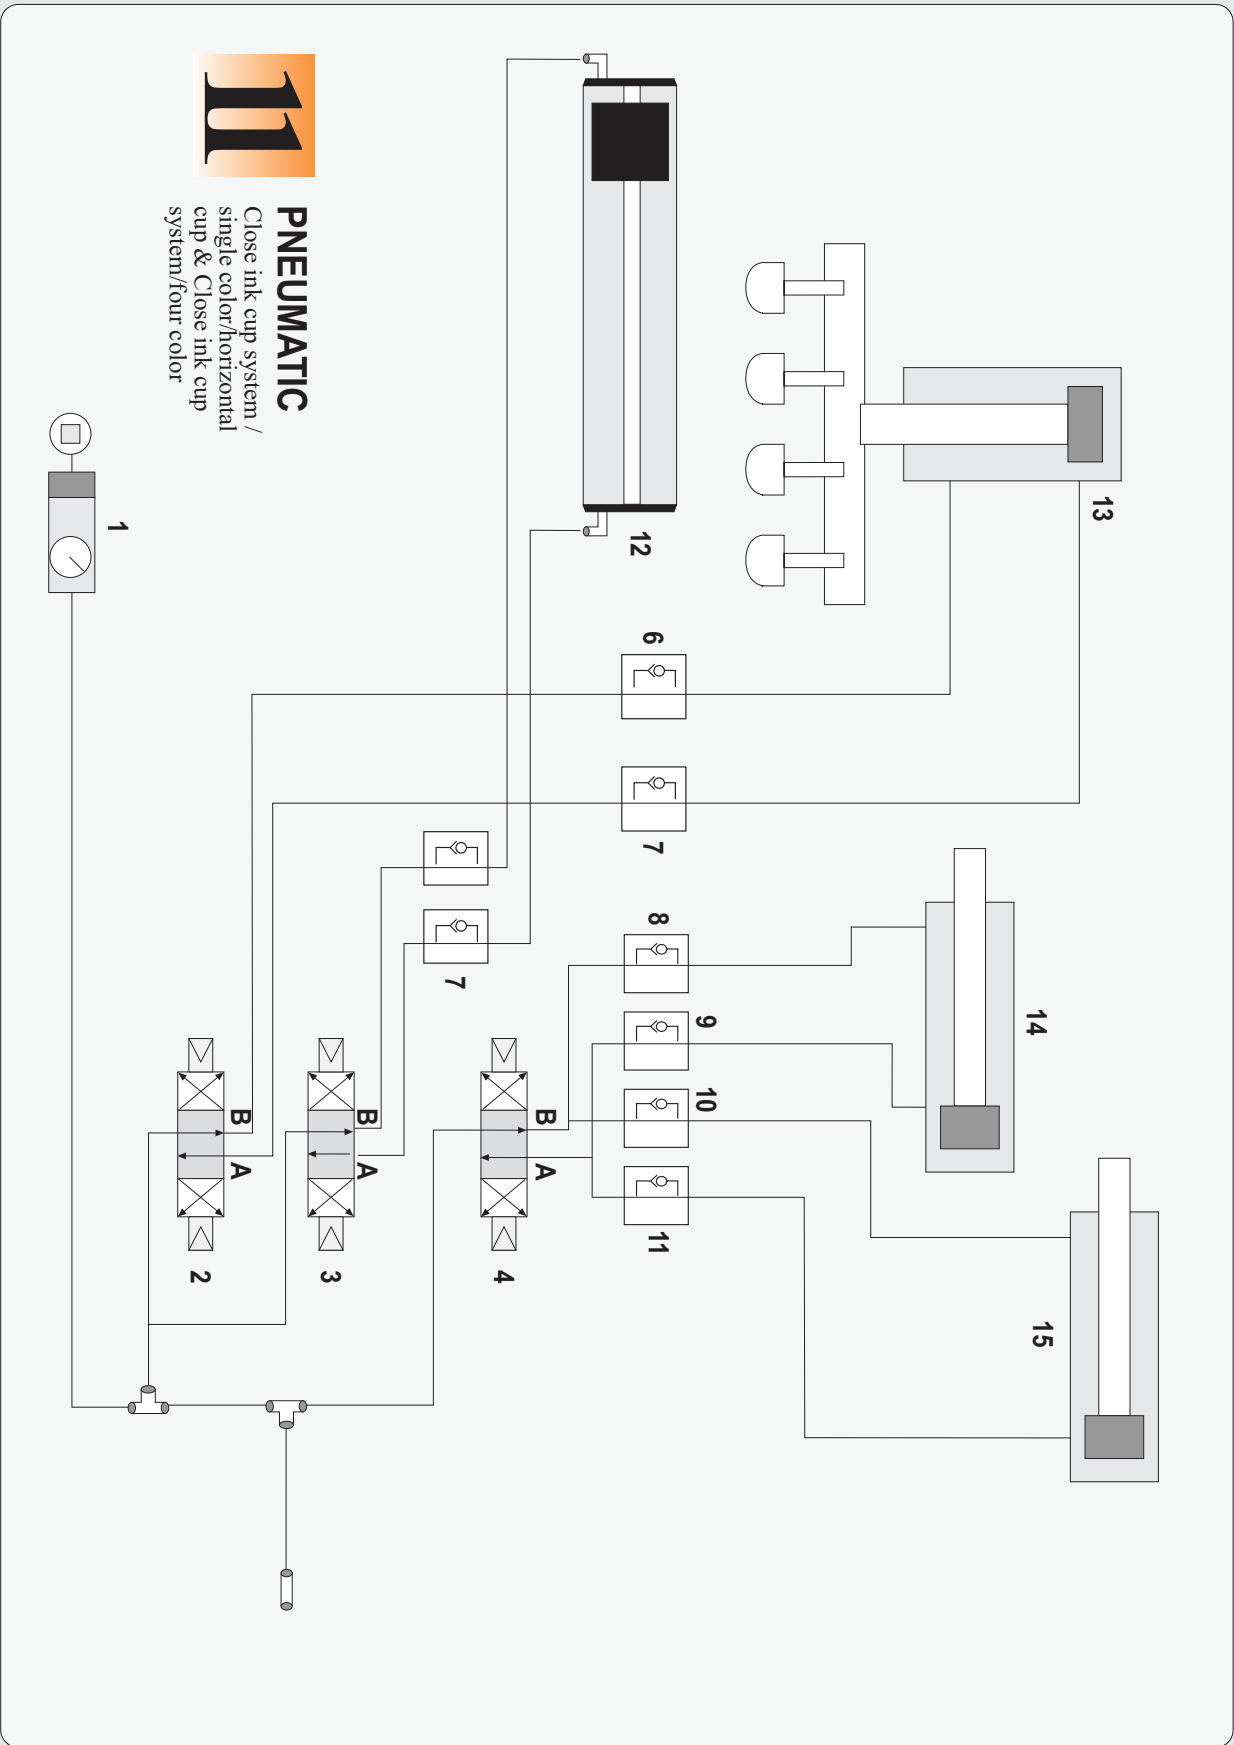 11
PNEUMATIC
Close ink cup system /
single color/horizontal
cup & Close ink cup
system/four color
13
12
6
7
14
15
8
9
10
11
7
B
A
B
A
B
A
4
3
2
1